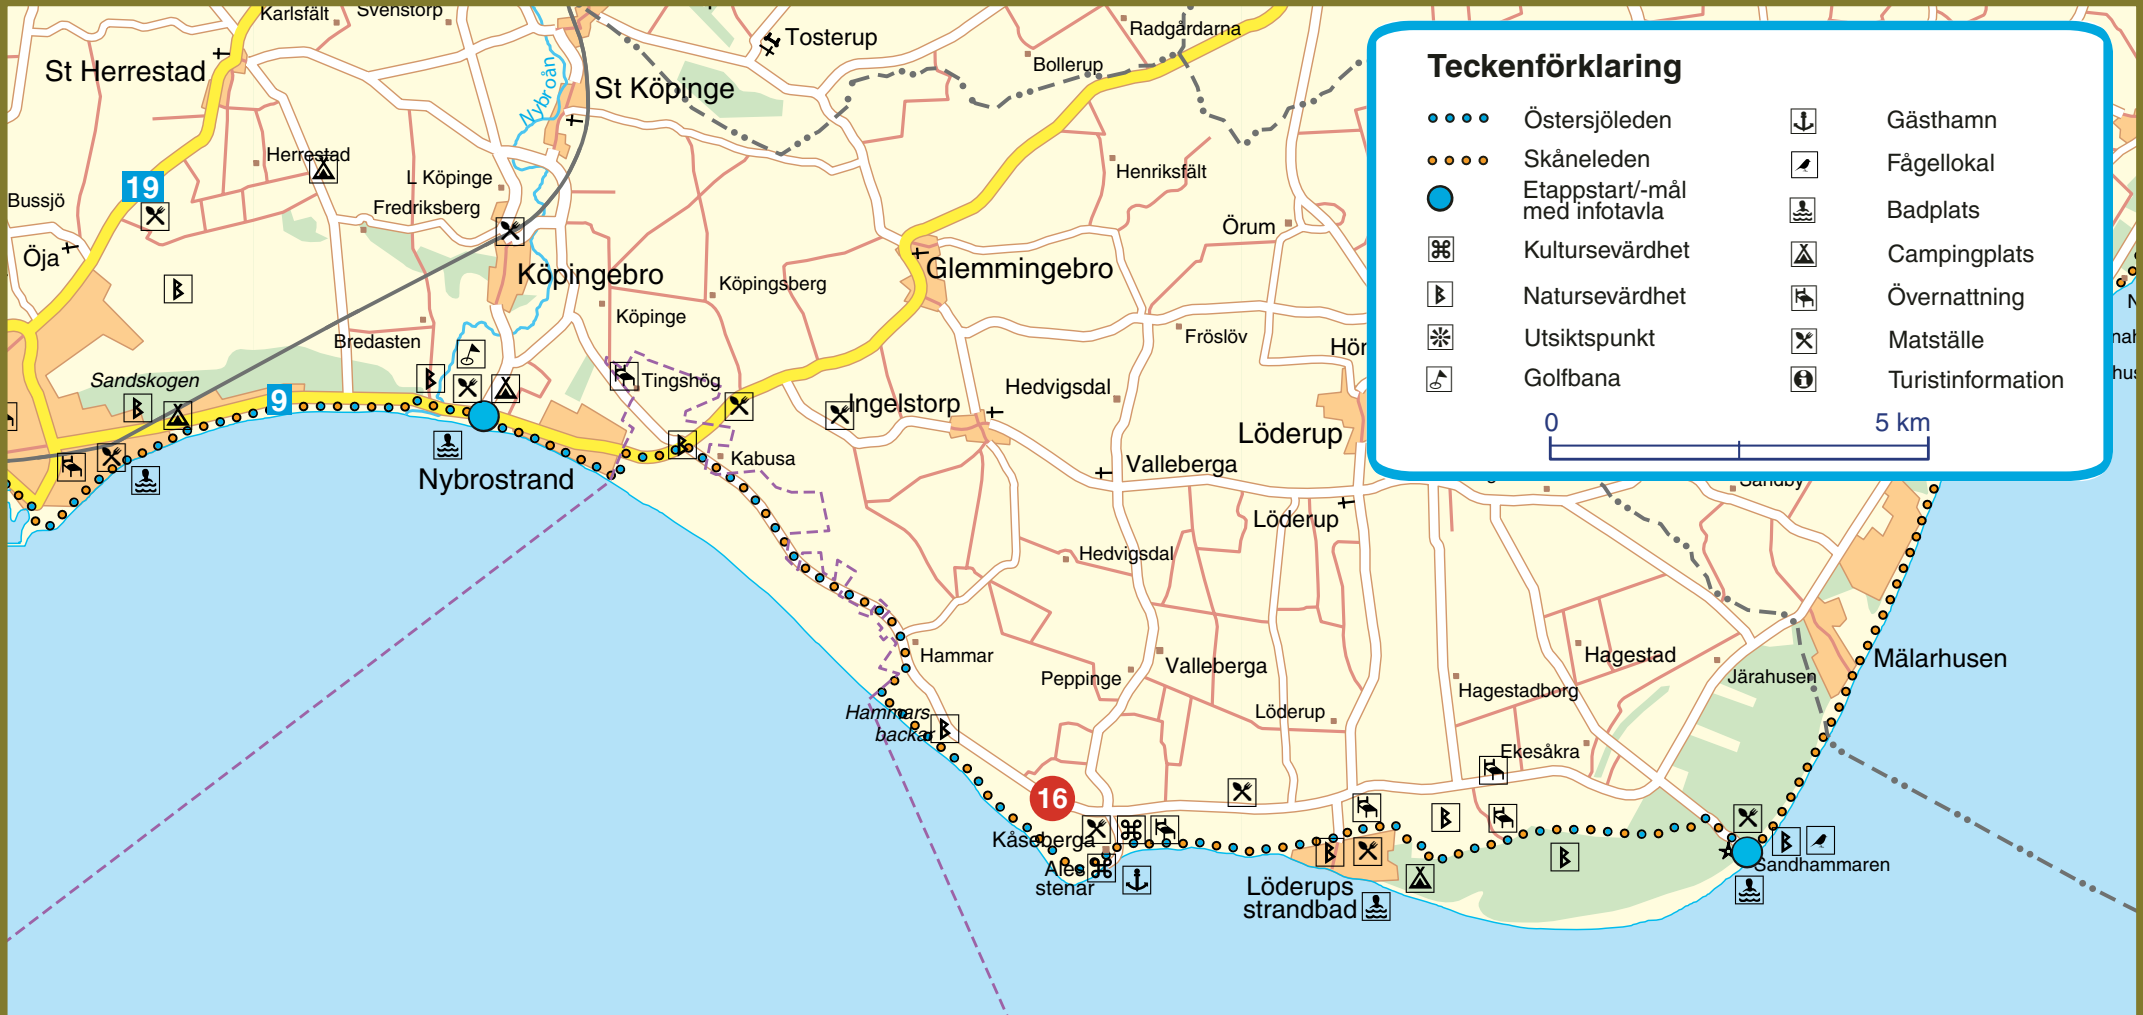 Karlsfält
Svenstorp
Radgårdarna
Tosterup
St Herrestad
Bollerup
St Köpinge
Nybroån
Herrestad
L Köpinge
Henriksfält
19
Bussjö
Fredriksberg
Örum
Öja
Köpingebro
Glemmingebro
Köpingsberg
Köpinge
Fröslöv
Bredasten
Hör
Sandskogen
Tingshög
Hedvigsdal
9
Ingelstorp
Löderup
Nybrostrand
Kabusa
Valleberga
Sandby
Löderup
Hedvigsdal
Hammar
Peppinge
Valleberga
Hagestad
Mälarhusen
Järahusen
Hagestadborg
Löderup
Hammars
backar
Ekesåkra
16
Kåseberga
Ales
stenar
Löderups
strandbad
Sandhammaren
Teckenförklaring
Östersjöleden
Skåneleden
Etappstart/-mål
med infotavla
Kultursevärdhet
Natursevärdhet
Utsiktspunkt
Golfbana
Gästhamn
Fågellokal
Badplats
Campingplats
Övernattning
Matställe
Turistinformation
0 5 km